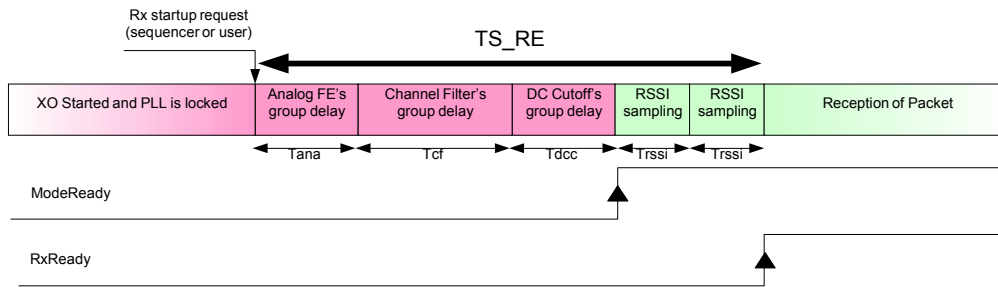 Rx startup request
(sequencer or user)
TS_RE
XO Started and PLL is locked
Analog FE's
group delay
Channel Filter's
group delay
DC Cutoff's
group delay
RSSI
sampling
RSSI
sampling
Reception of Packet
Tana
Tcf
Tdcc
Trssi
Trssi
ModeReady
RxReady